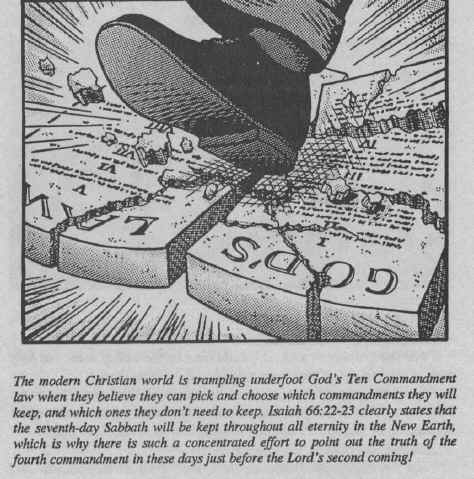 GOD'S
LAW
I
VI
VII
The modern Christian world is trampling underfoot God's Ten Commandment
law when they believe they can pick and choose which commandments they will
keep, and which ones they don't need to keep. Isaiah 66:22-23 clearly states that
the seventh-day Sabbath will be kept throughout all eternity in the New Earth,
which is why there is such a concentrated effort to point out the truth of the
fourth commandment in these days just before the Lord's second coming!